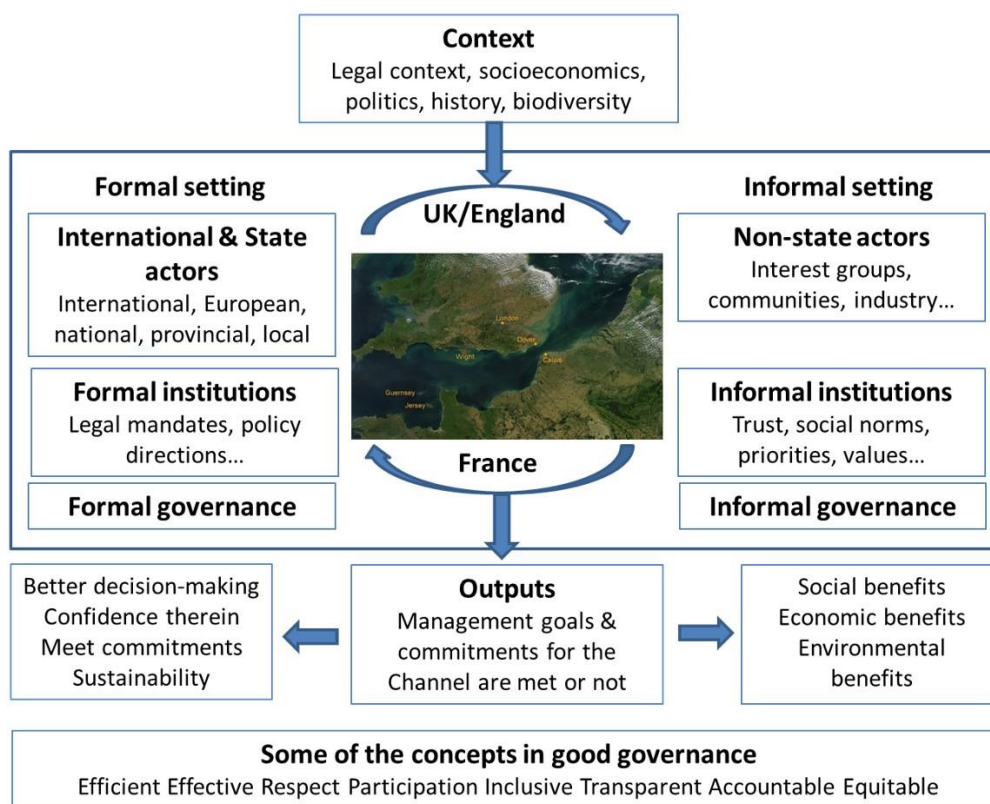 Context
Legal context, socioeconomics,
politics, history, biodiversity
Formal setting
International & State
actors
International, European,
national, provincial, local
Formal institutions
Legal mandates, policy
directions…
Formal governance
UK/England
London
Dover
Wight
Calais
Guernsey
Jersey
France
Informal setting
Non-state actors
Interest groups,
communities, industry…
Informal institutions
Trust, social norms,
priorities, values…
Informal governance
Better decision-making
Confidence therein
Meet commitments
Sustainability
Outputs
Management goals &
commitments for the
Channel are met or not
Social benefits
Economic benefits
Environmental
benefits
Some of the concepts in good governance
Efficient Effective Respect Participation Inclusive Transparent Accountable Equitable